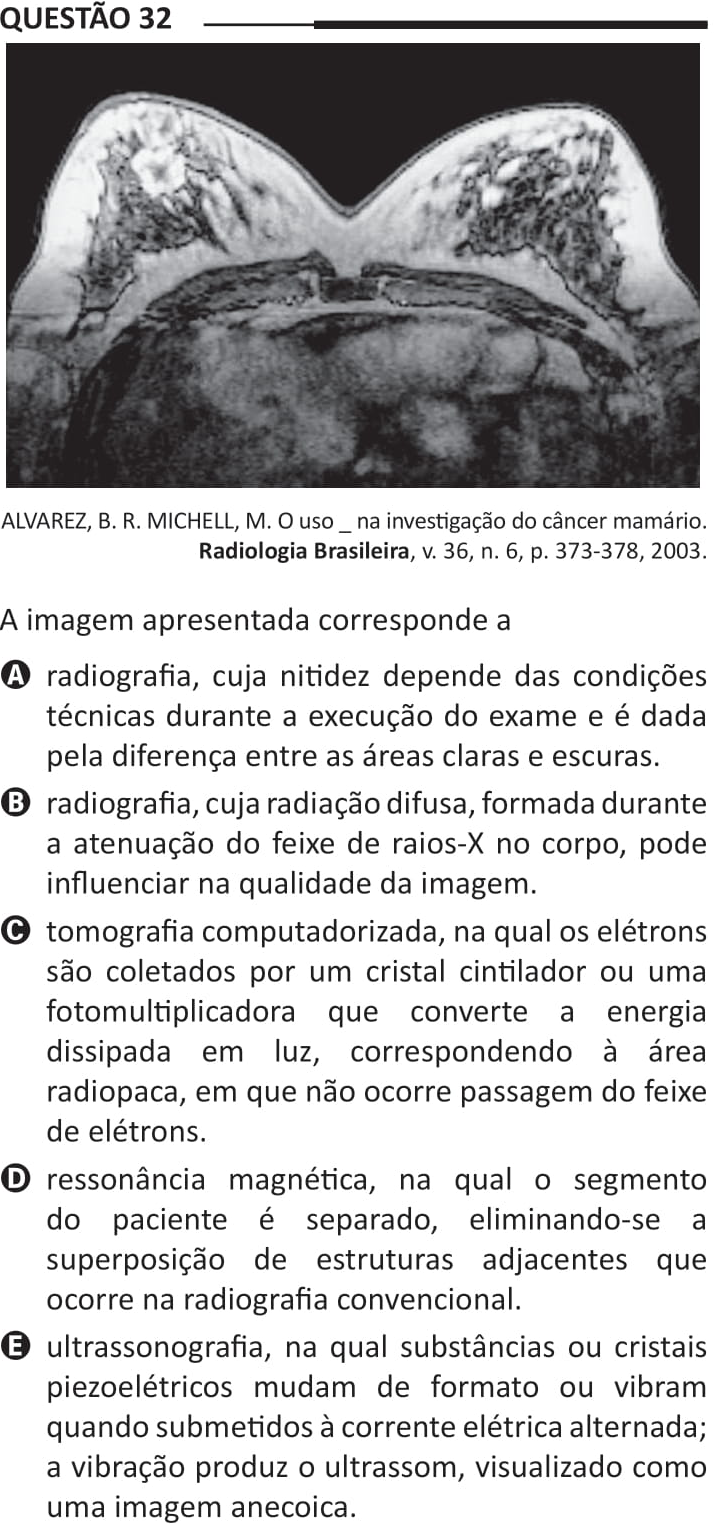 QUESTÃO 32
ALVAREZ, B. R. MICHELL, M. O uso _ na investigação do câncer mamário.
Radiologia Brasileira, v. 36, n. 6, p. 373-378, 2003.
A imagem apresentada corresponde a
A radiografia, cuja nitidez depende das condições
técnicas durante a execução do exame e é dada
pela diferença entre as áreas claras e escuras.
B radiografia, cuja radiação difusa, formada durante
a atenuação do feixe de raios-X no corpo, pode
influenciar na qualidade da imagem.
C tomografia computadorizada, na qual os elétrons
são coletados por um cristal cintilador ou uma
fotomultiplicadora que converte a energia
dissipada em luz, correspondendo à área
radiopaca, em que não ocorre passagem do feixe
de elétrons.
D ressonância magnética, na qual o segmento
do paciente é separado, eliminando-se a
superposição de estruturas adjacentes que
ocorre na radiografia convencional.
E ultrassonografia, na qual substâncias ou cristais
piezoelétricos mudam de formato ou vibram
quando submetidos à corrente elétrica alternada;
a vibração produz o ultrassom, visualizado como
uma imagem anecoica.